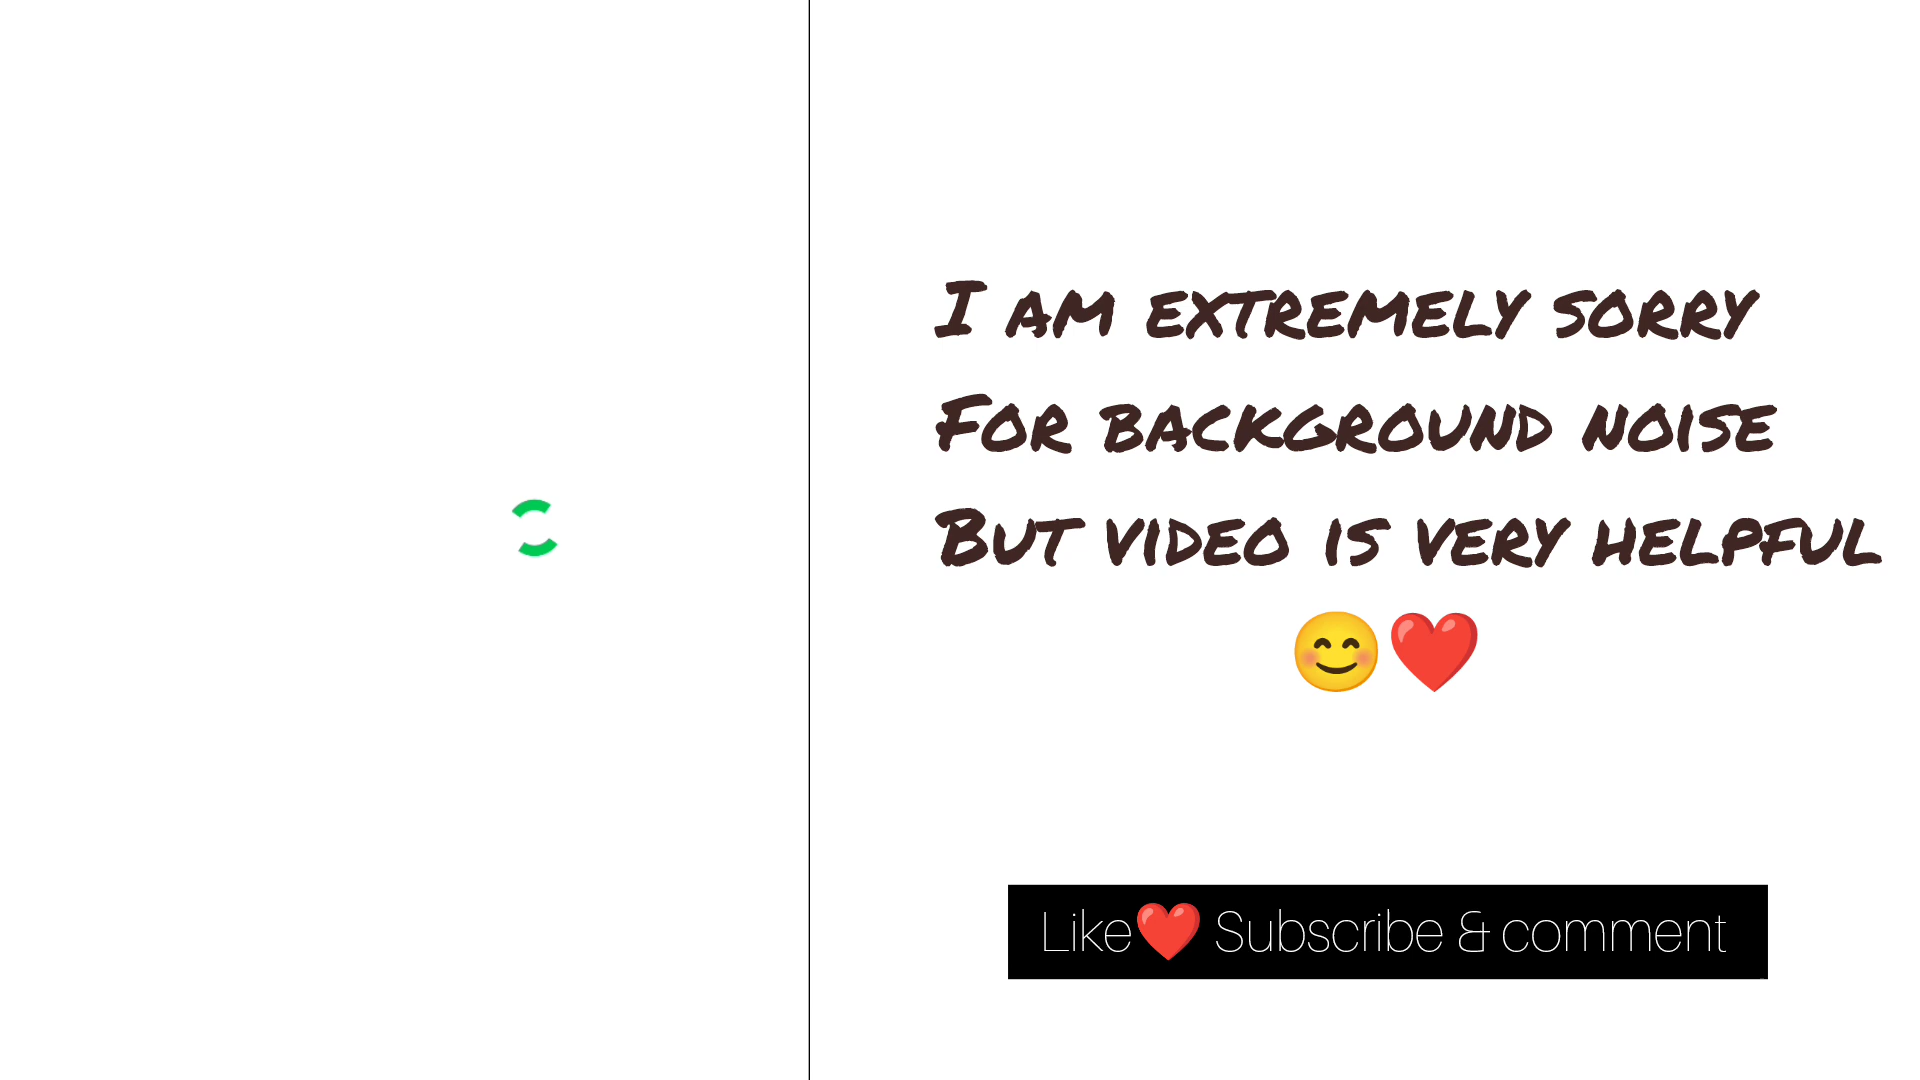 I am extremely sorry
For background noise
But video is very helpful
😊❤️
Like❤️ Subscribe & comment